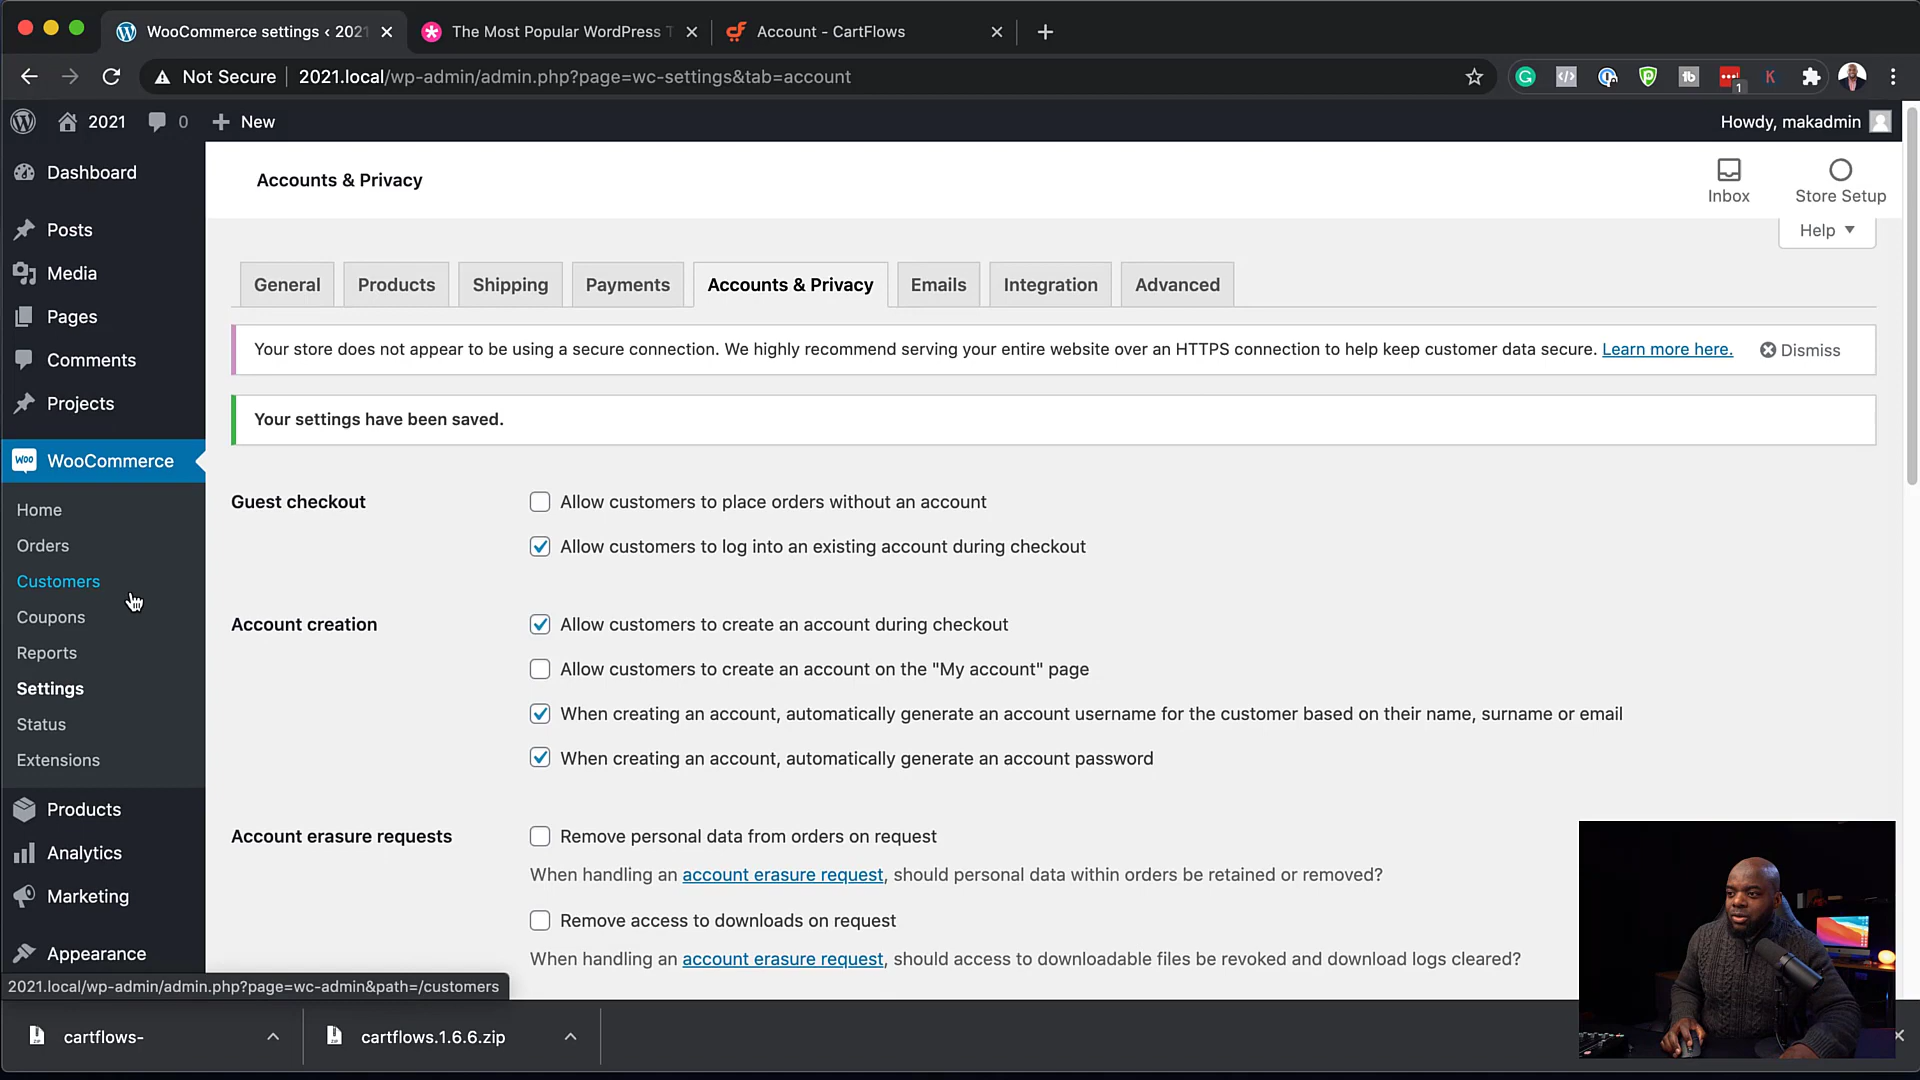 WooCommerce settings ‹ 2021
The Most Popular WordPress T
Account - CartFlows
Not Secure
2021.local/wp-admin/admin.php?page=wc-settings&tab=account
1
2021
0
New
Howdy, makadmin
Dashboard
Posts
Media
Pages
Comments
Projects
WooCommerce
Home
Orders
Customers
Coupons
Reports
Settings
Status
Extensions
Products
Analytics
Marketing
Appearance
Accounts & Privacy
Inbox
Store Setup
Help
General
Products
Shipping
Payments
Accounts & Privacy
Emails
Integration
Advanced
Your store does not appear to be using a secure connection. We highly recommend serving your entire website over an HTTPS connection to help keep customer data secure. Learn more here.
Dismiss
Your settings have been saved.
Guest checkout
Allow customers to place orders without an account
Allow customers to log into an existing account during checkout
Account creation
Allow customers to create an account during checkout
Allow customers to create an account on the "My account" page
When creating an account, automatically generate an account username for the customer based on their name, surname or email
When creating an account, automatically generate an account password
Account erasure requests
Remove personal data from orders on request
When handling an account erasure request, should personal data within orders be retained or removed?
Remove access to downloads on request
When handling an account erasure request, should access to downloadable files be revoked and download logs cleared?
2021.local/wp-admin/admin.php?page=wc-admin&path=/customers
cartflows-
cartflows.1.6.6.zip